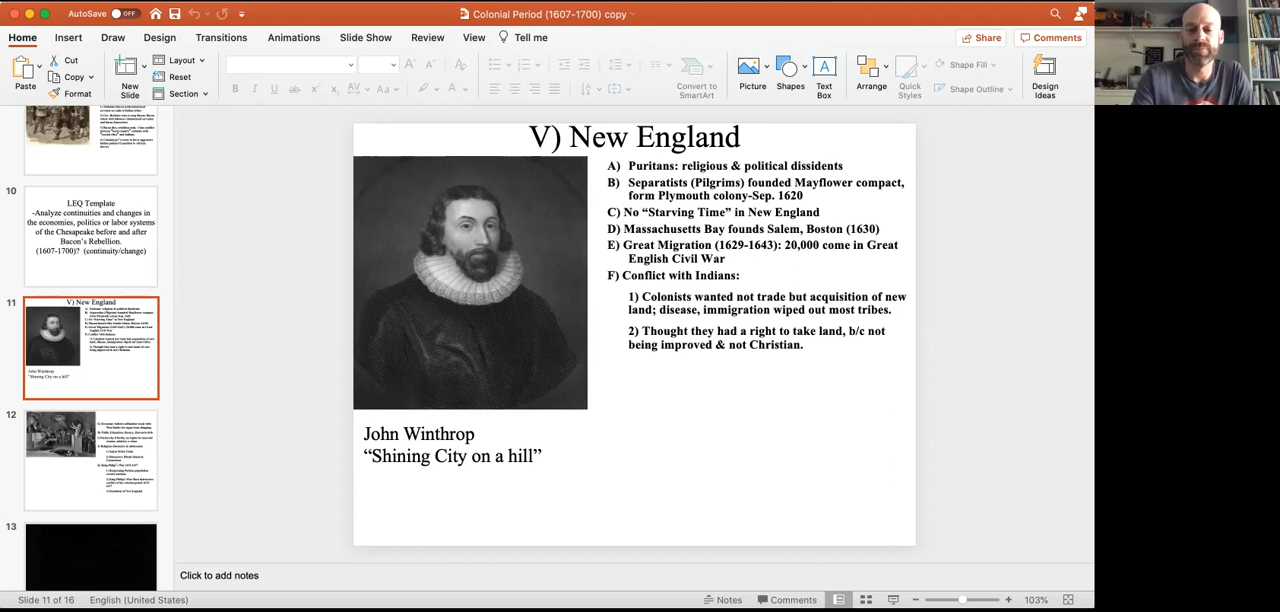 AutoSave OFF
Colonial Period (1607-1700) copy
Home Insert Draw Design Transitions Animations Slide Show Review View Tell me
Share Comments
Paste
Cut
Copy
Format
New Slide
Layout
Reset
Section
Convert to SmartArt
Picture
Shapes
Text Box
Arrange
Quick Styles
Shape Fill
Shape Outline
Design Ideas
10
LEQ Template
-Analyze continuities and changes in
the economies, politics or labor systems
of the Chesapeake before and after
Bacon's Rebellion.
(1607-1700)? (continuity/change)
11
V) New England
John Winthrop
"Shining City on a hill"
12
13
V) New England
A) Puritans: religious & political dissidents
B) Separatists (Pilgrims) founded Mayflower compact,
form Plymouth colony-Sep. 1620
C) No “Starving Time” in New England
D) Massachusetts Bay founds Salem, Boston (1630)
E) Great Migration (1629-1643): 20,000 come in Great
English Civil War
F) Conflict with Indians:
1) Colonists wanted not trade but acquisition of new
land; disease, immigration wiped out most tribes.
2) Thought they had a right to take land, b/c not
being improved & not Christian.
John Winthrop
“Shining City on a hill”
Click to add notes
Slide 11 of 16 English (United States)
Notes Comments 103%